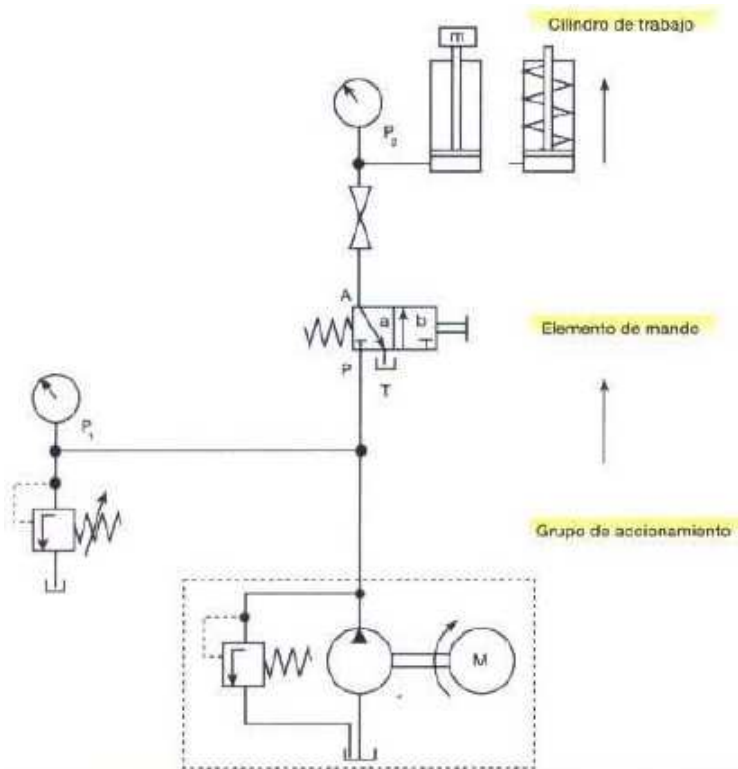 Cilindro de trabajo
m
P2
A
a b
Elemento de mando
P
T
P1
Grupo de accionamiento
M